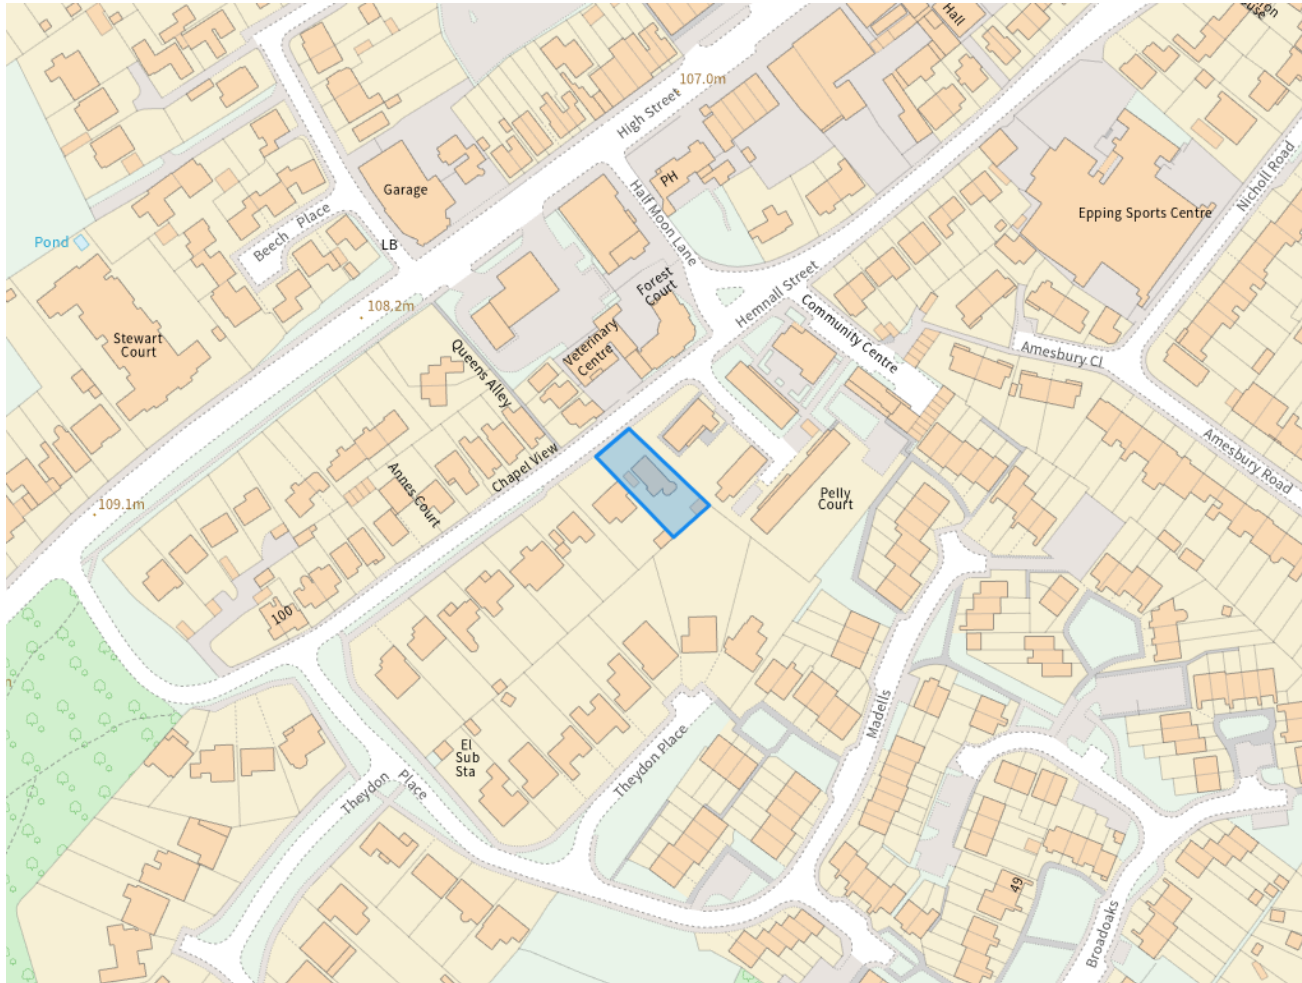 Hall
107.0m
High Street
PH
Garage
Half Moon Lane
Nicholl Road
Epping Sports Centre
Beech Place
LB
Pond
Forest
Court
Hemnall Street
108.2m
Community Centre
Stewart
Court
Veterinary
Centre
Queens Alley
Amesbury Cl
Amesbury Road
Chapel View
Annes Court
109.1m
Pelly
Court
100
Madells
El
Sub
Sta
Theydon Place
Theydon Place
49
Broadoaks